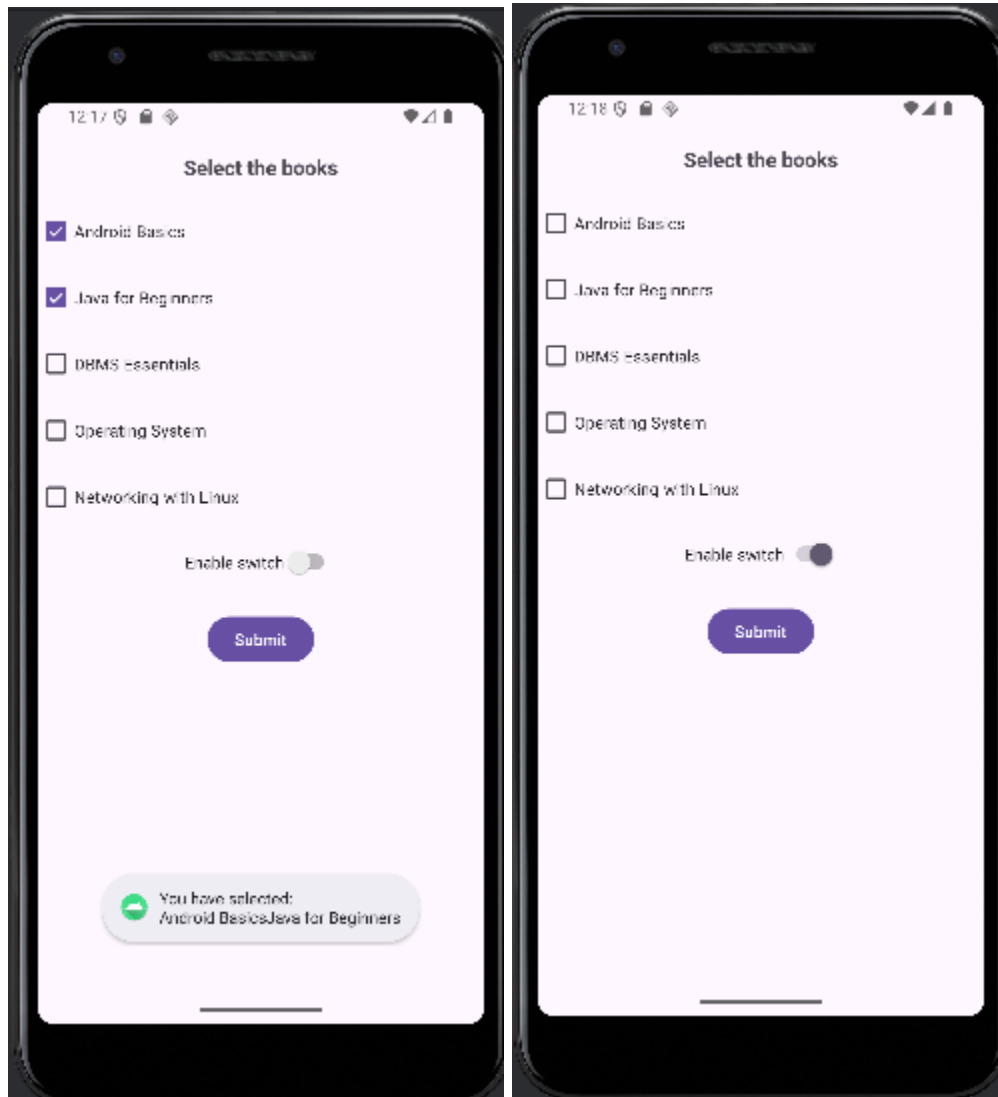 12:17
Select the books
Android Basics
Java for Beginners
DBMS Essentials
Operating System
Networking with Linux
Enable switch
Submit
You have selected:
Android BasicsJava for Beginners
12:18
Select the books
Android Basics
Java for Beginners
DBMS Essentials
Operating System
Networking with Linux
Enable switch
Submit